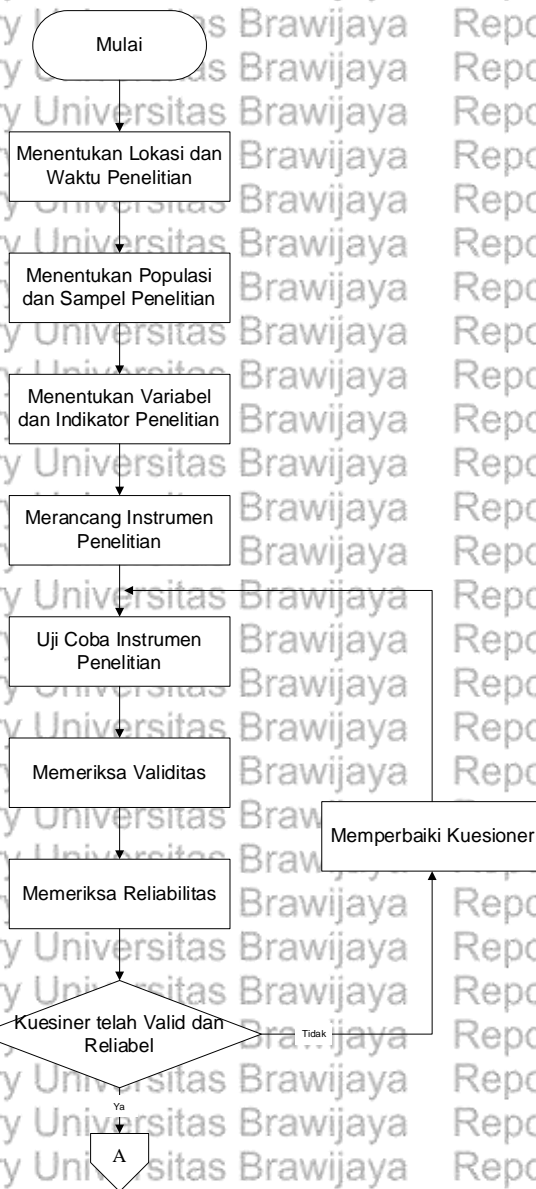 Mulai
Menentukan Lokasi dan
Waktu Penelitian
Menentukan Populasi
dan Sampel Penelitian
Menentukan Variabel
dan Indikator Penelitian
Merancang Instrumen
Penelitian
Uji Coba Instrumen
Penelitian
Memeriksa Validitas
Memperbaiki Kuesioner
Memeriksa Reliabilitas
Kuesiner telah Valid dan
Reliabel
Tidak
Ya
A